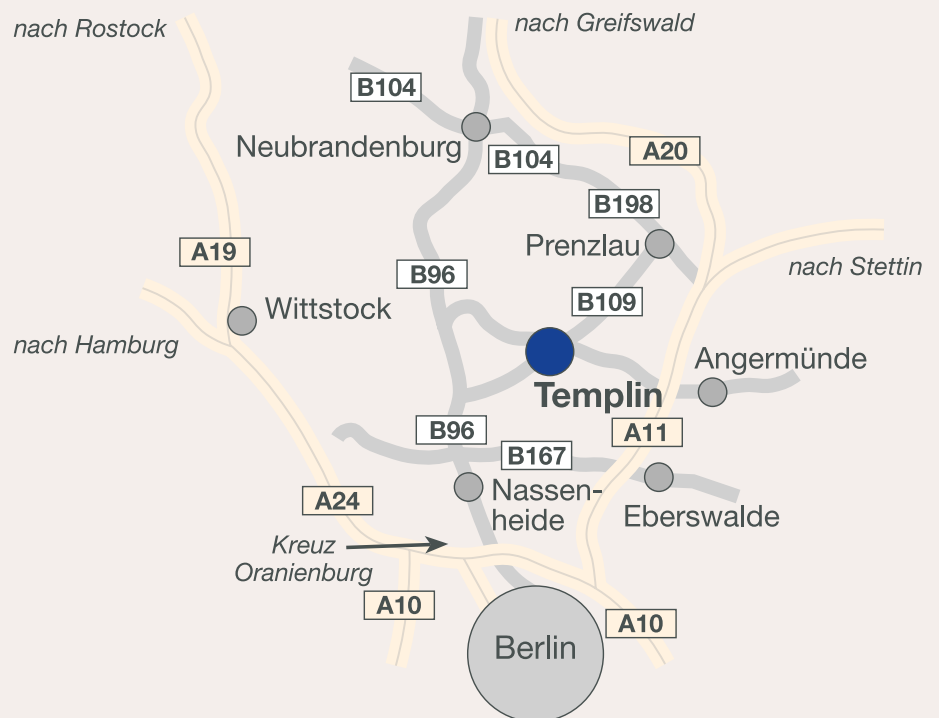 nach Rostock
nach Greifswald
B104
Neubrandenburg
B104
A20
B198
Prenzlau
A19
nach Stettin
B96
B109
Wittstock
nach Hamburg
Angermünde
Templin
B96
A11
B167
Nassen-
heide
A24
Eberswalde
Kreuz
Oranienburg
A10
A10
Berlin